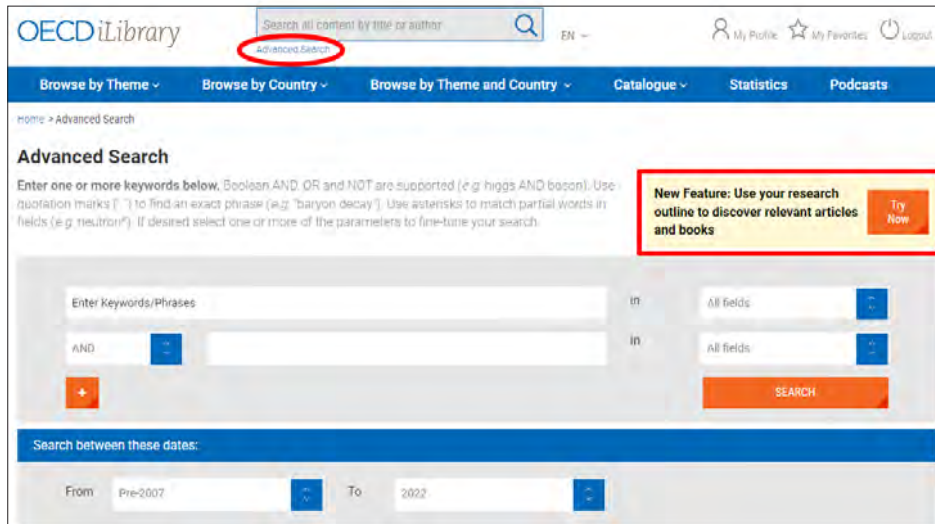 OECD iLibrary
Search all content by title or author
EN
Advanced Search
My Profile
My Favorites
Logout
Browse by Theme
Browse by Country
Browse by Theme and Country
Catalogue
Statistics
Podcasts
Home > Advanced Search
Advanced Search
Enter one or more keywords below. Boolean AND, OR and NOT are supported (e.g. higgs AND boson). Use
quotation marks (" ") to find an exact phrase (e.g. "baryon decay"). Use asterisks to match partial words in
fields (e.g. neutron*). If desired select one or more of the parameters to fine-tune your search.
New Feature: Use your research
outline to discover relevant articles
and books
Try
Now
Enter Keywords/Phrases
in
All fields
AND
in
All fields
+
SEARCH
Search between these dates:
From
Pre-2007
To
2022